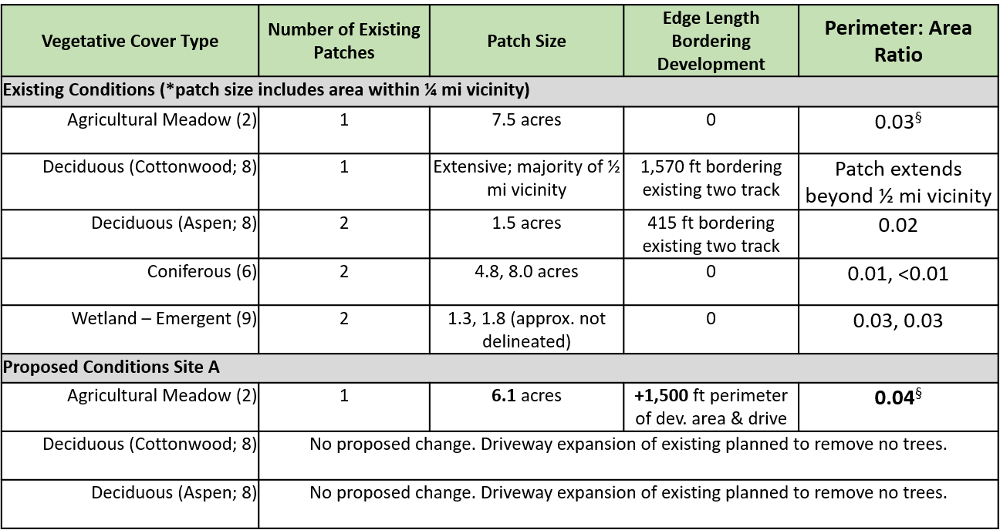 Vegetative Cover Type
Number of Existing
Patches
Patch Size
Edge Length
Bordering
Development
Perimeter: Area
Ratio
Existing Conditions (*patch size includes area within ¼ mi vicinity)
Agricultural Meadow (2)
1
7.5 acres
0
0.03§
Deciduous (Cottonwood; 8)
1
Extensive; majority of ½
mi vicinity
1,570 ft bordering
existing two track
Patch extends
beyond ½ mi vicinity
Deciduous (Aspen; 8)
2
1.5 acres
415 ft bordering
existing two track
0.02
Coniferous (6)
2
4.8, 8.0 acres
0
0.01, <0.01
Wetland – Emergent (9)
2
1.3, 1.8 (approx. not
delineated)
0
0.03, 0.03
Proposed Conditions Site A
Agricultural Meadow (2)
1
6.1 acres
+1,500 ft perimeter
of dev. area & drive
0.04§
Deciduous (Cottonwood; 8)
No proposed change. Driveway expansion of existing planned to remove no trees.
Deciduous (Aspen; 8)
No proposed change. Driveway expansion of existing planned to remove no trees.